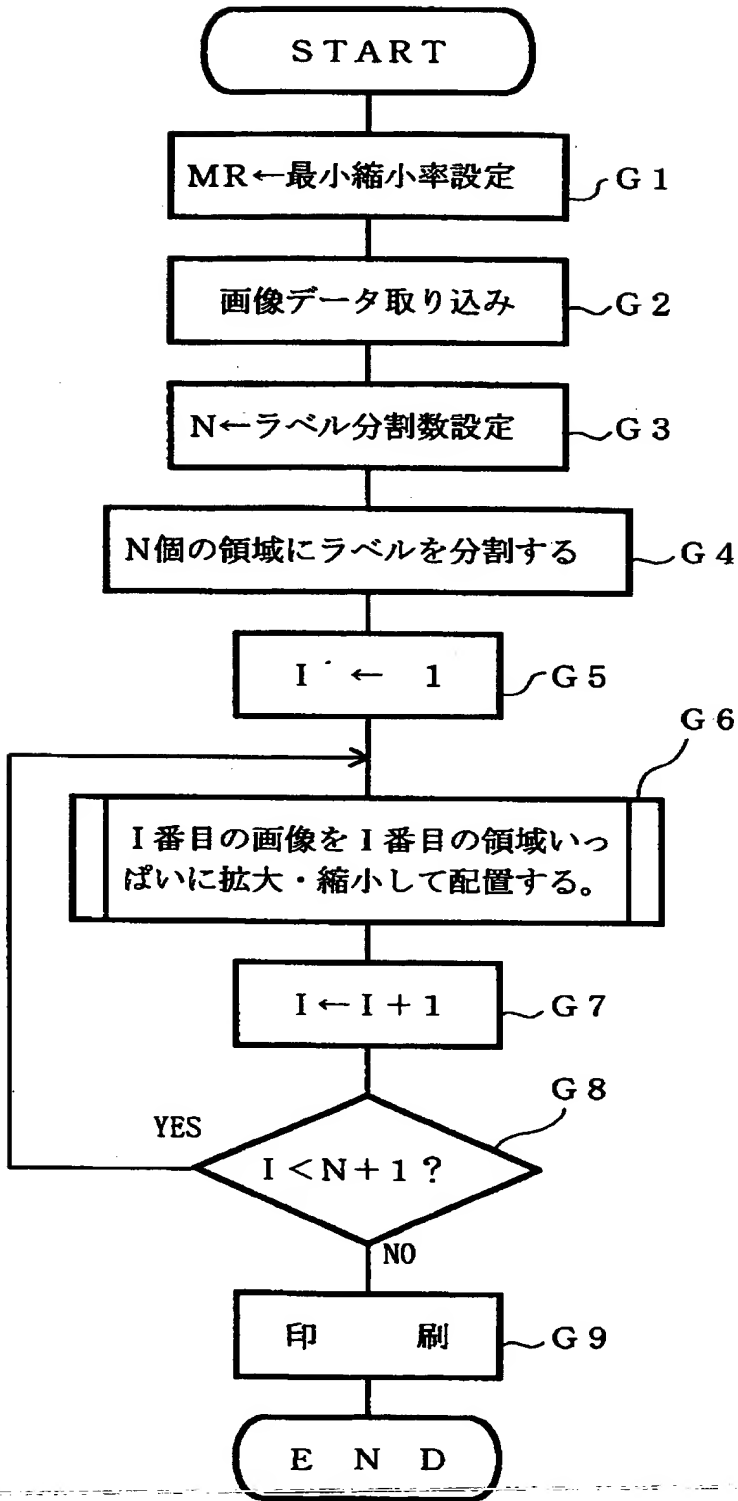 START
MR←最小縮小率設定
G1
画像データ取り込み
G2
N←ラベル分割数設定
G3
N個の領域にラベルを分割する
G4
I ← 1
G5
G6
I番目の画像をI番目の領域いっ
ぱいに拡大・縮小して配置する。
I←I+1
G7
G8
YES
I<N+1?
NO
印 刷
G9
END